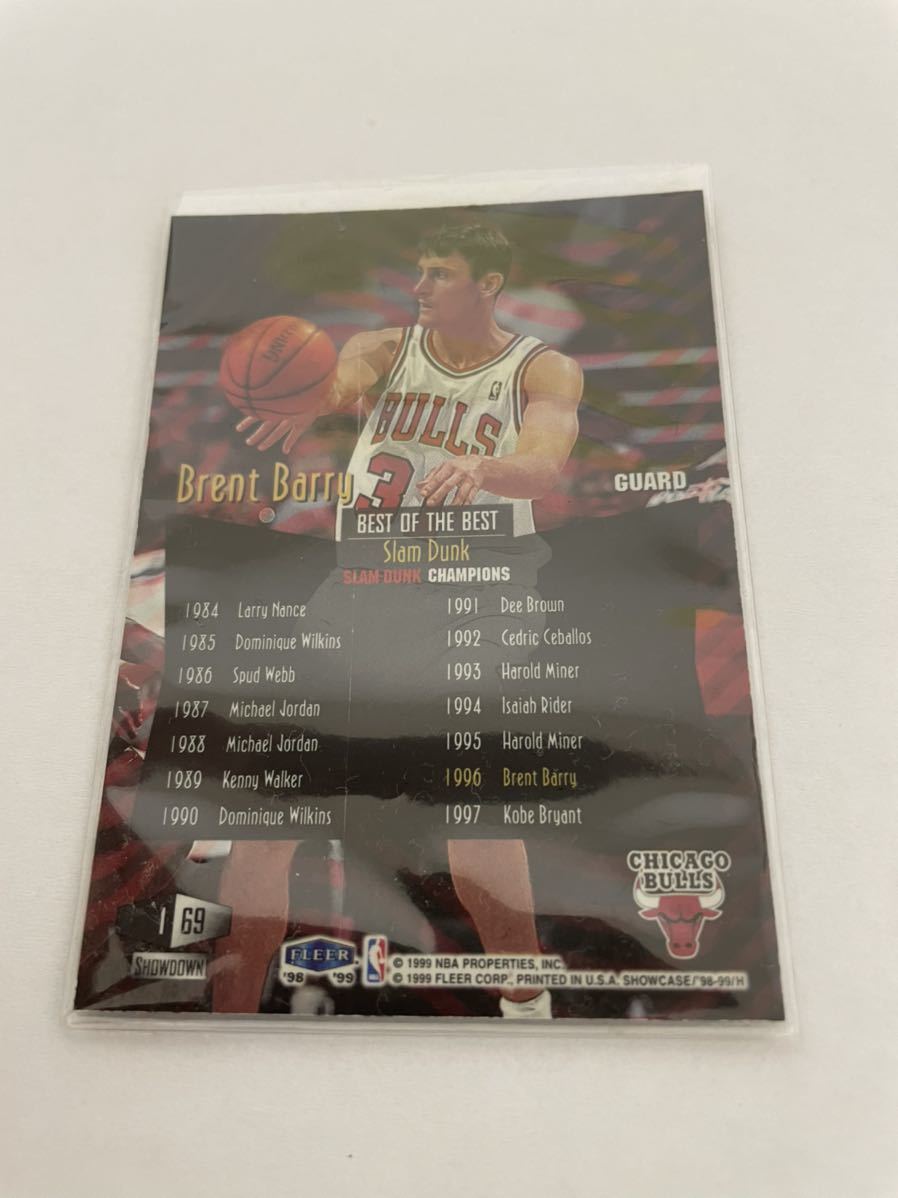 UNI
BULLS
3
Brent Barry
GUARD
BEST OF THE BEST
Slam Dunk
SLAM DUNK CHAMPIONS
1984 Larry Nance
1985 Dominique Wilkins
1986 Spud Webb
1987 Michael Jordan
1988 Michael Jordan
1989 Kenny Walker
1990 Dominique Wilkins
1991 Dee Brown
1992 Cedric Ceballos
1993 Harold Miner
1994 Isaiah Rider
1995 Harold Miner
1996 Brent Barry
1997 Kobe Bryant
CHICAGO
BULLS
1 69
SHOWDOWN
FLEER
'98 '99
© 1999 NBA PROPERTIES, INC.
© 1999 FLEER CORP., PRINTED IN U.S.A. SHOWCASE/'98-99/H